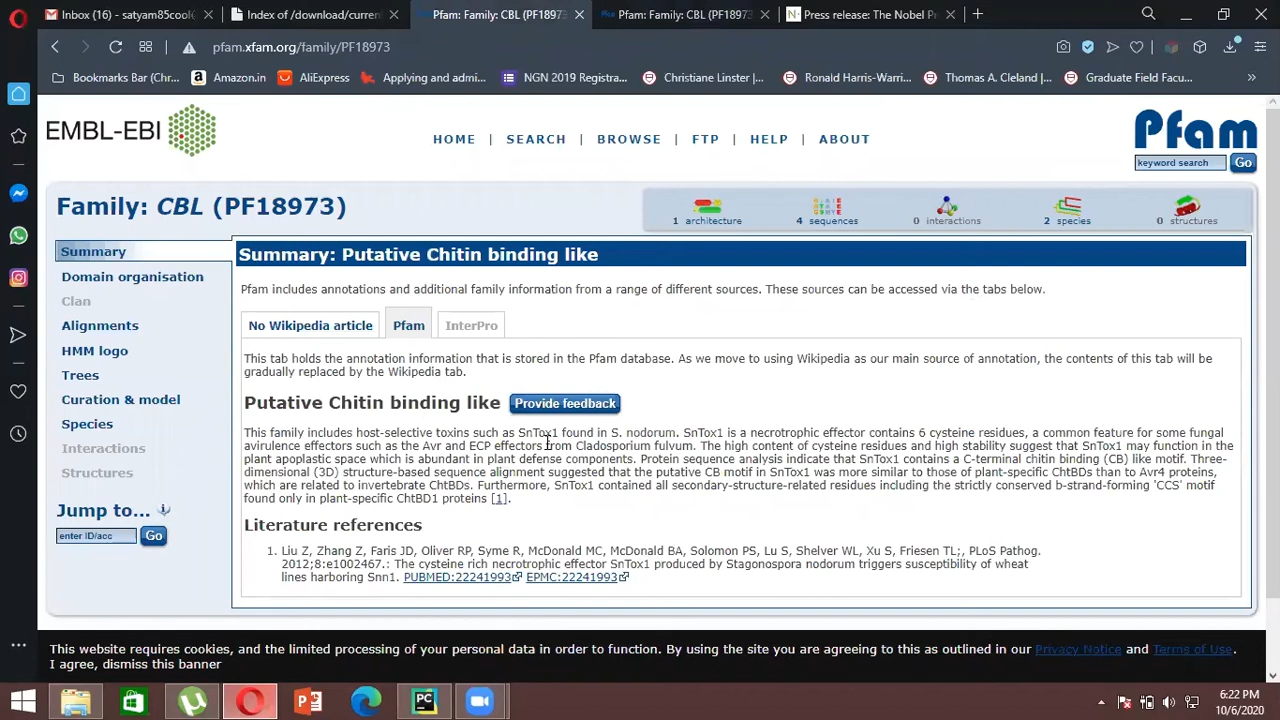 Inbox (16) - satyam85cool@
Index of /download/current
Pfam: Family: CBL (PF18973)
Pfam: Family: CBL (PF18973)
Press release: The Nobel Pr
pfam.xfam.org/family/PF18973
Bookmarks Bar (Chr... Amazon.in AliExpress Applying and admi... NGN 2019 Registra... Christiane Linster |... Ronald Harris-Warri... Thomas A. Cleland |... Graduate Field Facu...
EMBL-EBI
HOME | SEARCH | BROWSE | FTP | HELP | ABOUT
Pfam
keyword search Go
Family: CBL (PF18973)
1 architecture 4 sequences 0 interactions 2 species 0 structures
Summary
Domain organisation
Clan
Alignments
HMM logo
Trees
Curation & model
Species
Interactions
Structures
Jump to...
enter ID/acc Go
Summary: Putative Chitin binding like
Pfam includes annotations and additional family information from a range of different sources. These sources can be accessed via the tabs below.
No Wikipedia article Pfam InterPro
This tab holds the annotation information that is stored in the Pfam database. As we move to using Wikipedia as our main source of annotation, the contents of this tab will be
gradually replaced by the Wikipedia tab.
Putative Chitin binding like Provide feedback
This family includes host-selective toxins such as SnTox1 found in S. nodorum. SnTox1 is a necrotrophic effector contains 6 cysteine residues, a common feature for some fungal
avirulence effectors such as the Avr and ECP effectors from Cladosporium fulvum. The high content of cysteine residues and high stability suggest that SnTox1 may function in the
plant apoplastic space which is abundant in plant defense components. Protein sequence analysis indicate that SnTox1 contains a C-terminal chitin binding (CB) like motif. Three-
dimensional (3D) structure-based sequence alignment suggested that the putative CB motif in SnTox1 was more similar to those of plant-specific ChtBDs than to Avr4 proteins,
which are related to invertebrate ChtBDs. Furthermore, SnTox1 contained all secondary-structure-related residues including the strictly conserved b-strand-forming 'CCS' motif
found only in plant-specific ChtBD1 proteins [1].
Literature references
1. Liu Z, Zhang Z, Faris JD, Oliver RP, Syme R, McDonald MC, McDonald BA, Solomon PS, Lu S, Shelver WL, Xu S, Friesen TL;, PLoS Pathog.
2012;8:e1002467.: The cysteine rich necrotrophic effector SnTox1 produced by Stagonospora nodorum triggers susceptibility of wheat
lines harboring Snn1. PUBMED:22241993 EPMC:22241993
This website requires cookies, and the limited processing of your personal data in order to function. By using the site you are agreeing to this as outlined in our Privacy Notice and Terms of Use.
I agree, dismiss this banner
6:22 PM
10/6/2020